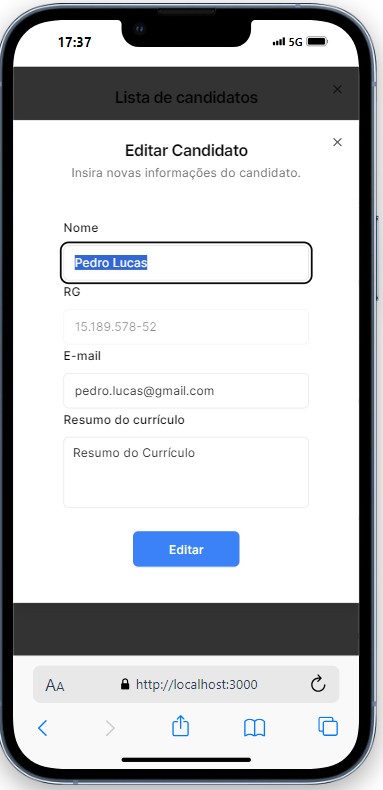 17:37
5G
Lista de candidatos
Editar Candidato
Insira novas informações do candidato.
Nome
Pedro Lucas
RG
15.189.578-52
E-mail
pedro.lucas@gmail.com
Resumo do currículo
Resumo do Currículo
Editar
AA
http://localhost:3000